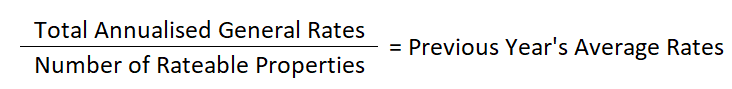 Total Annualised General Rates
Number of Rateable Properties
= Previous Year's Average Rates